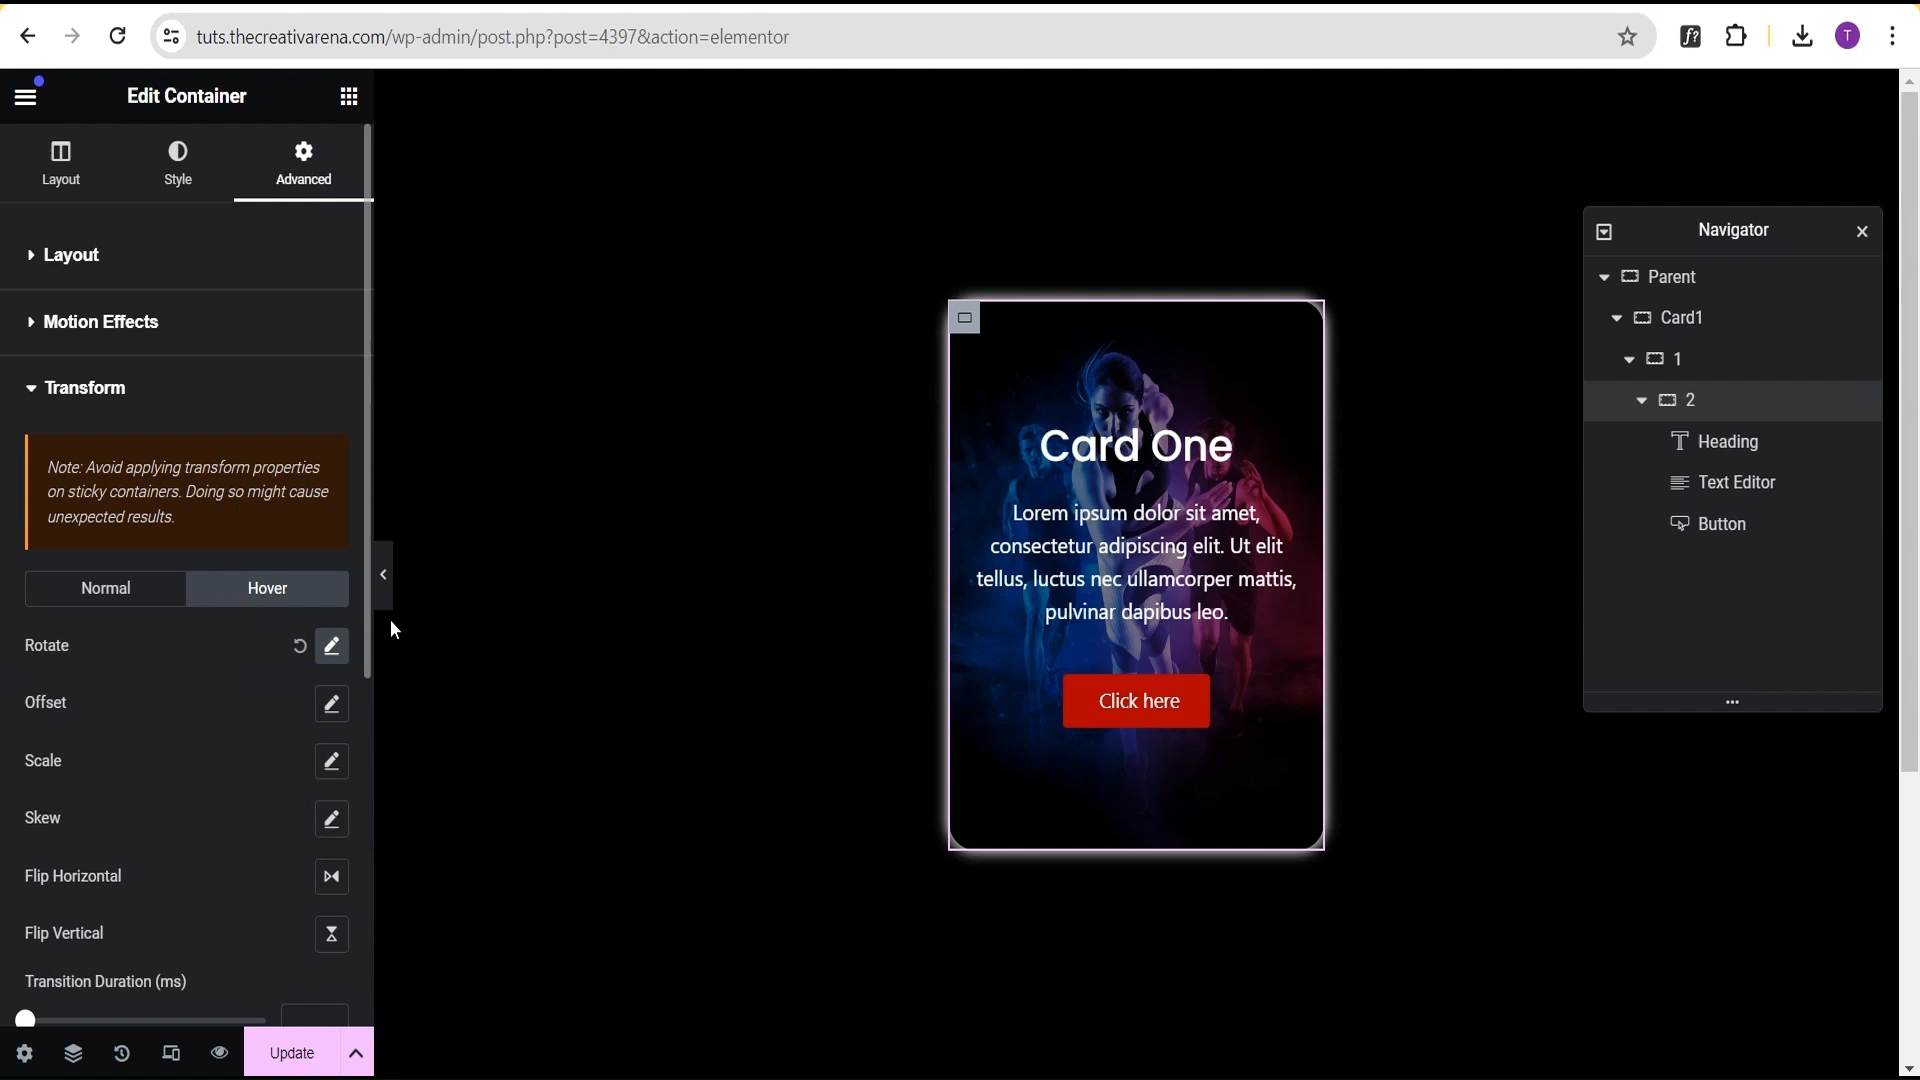 tuts.thecreativarena.com/wp-admin/post.php?post=4397&action=elementor
f?
T
Edit Container
Layout
Style
Advanced
Layout
Motion Effects
Transform
Note: Avoid applying transform properties
on sticky containers. Doing so might cause
unexpected results.
Normal
Hover
Rotate
Offset
Scale
Skew
Flip Horizontal
Flip Vertical
Transition Duration (ms)
Update
Card One
Lorem ipsum dolor sit amet,
consectetur adipiscing elit. Ut elit
tellus, luctus nec ullamcorper mattis,
pulvinar dapibus leo.
Click here
Navigator
Parent
Card1
1
2
Heading
Text Editor
Button